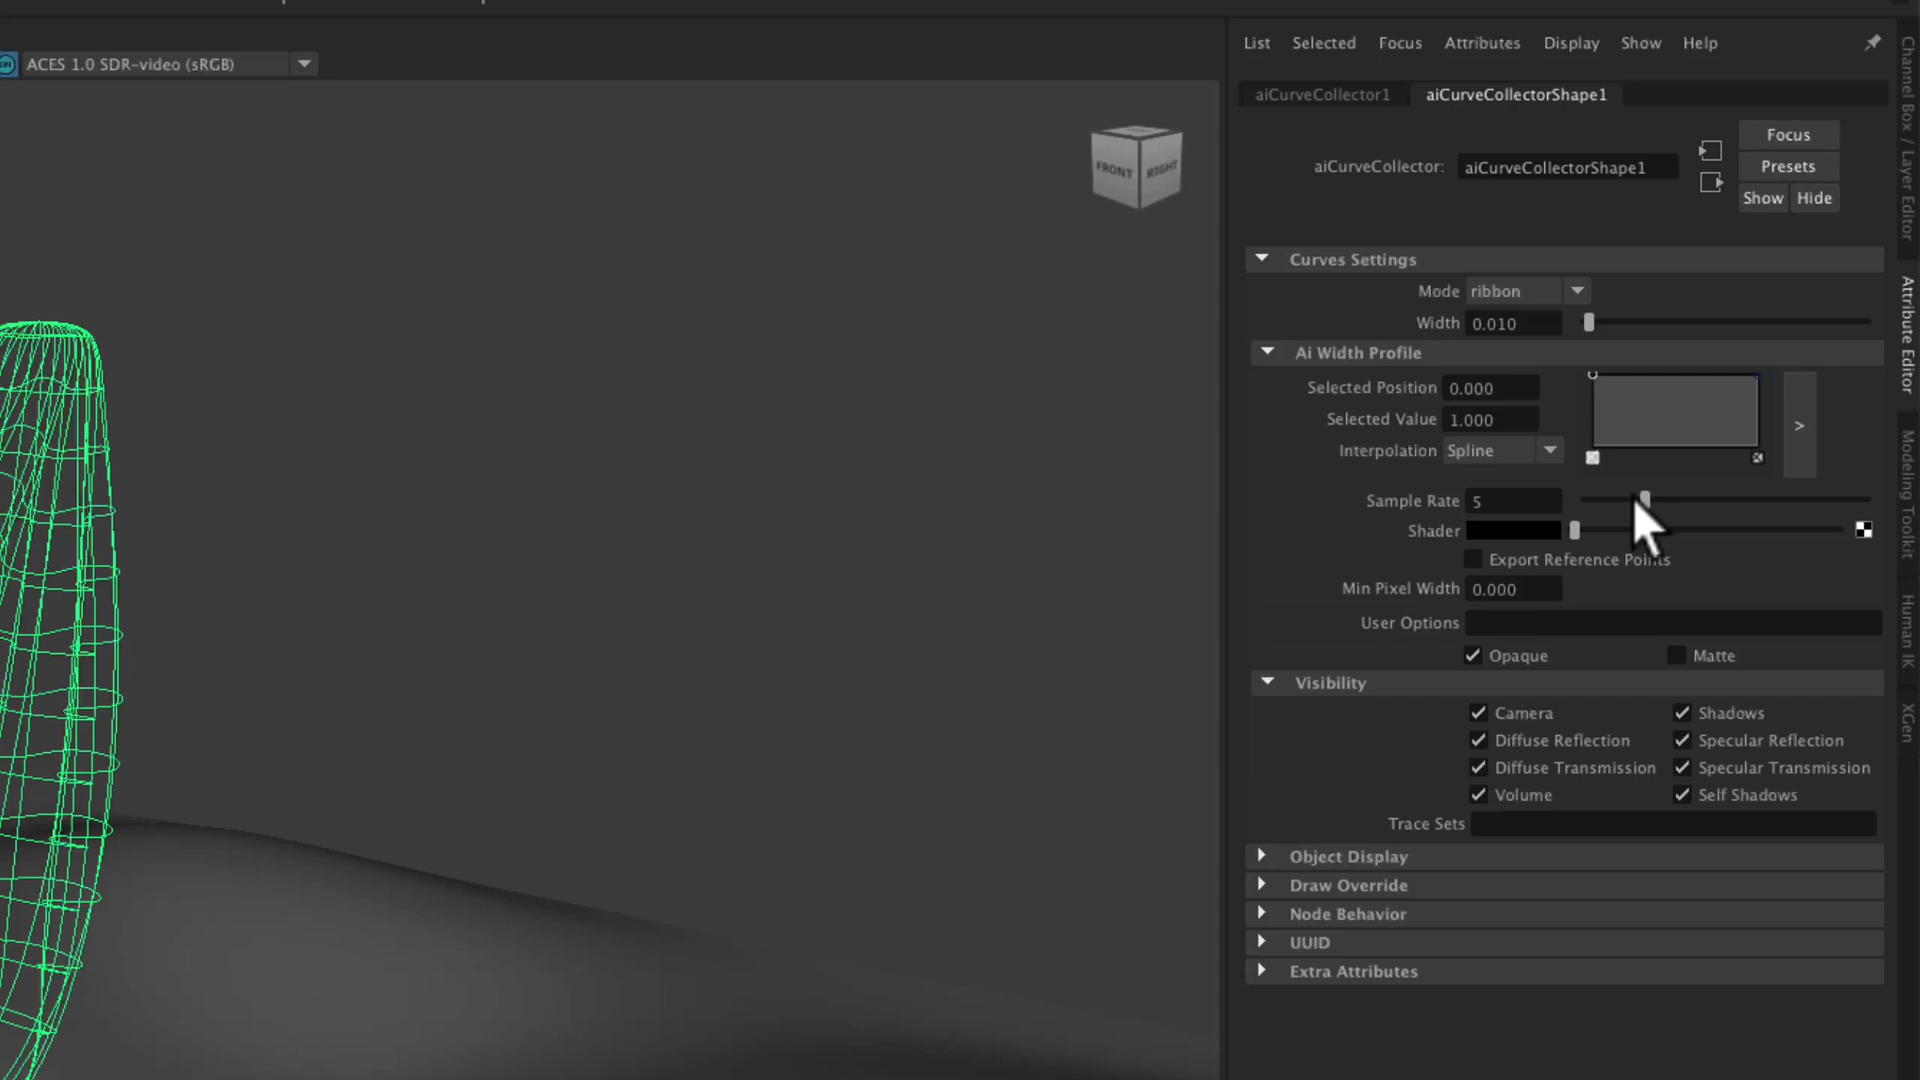 List Selected Focus Attributes Display Show Help
ACES 1.0 SDR-video (sRGB)
aiCurveCollector1 aiCurveCollectorShape1
FRONT RIGHT
Focus
aiCurveCollector: aiCurveCollectorShape1
Presets
Show Hide
Curves Settings
Mode ribbon
Width 0.010
Ai Width Profile
Selected Position 0.000
Selected Value 1.000
>
Interpolation Spline
Sample Rate 5
Shader
Export Reference Points
Min Pixel Width 0.000
User Options
Opaque Matte
Visibility
Camera Shadows
Diffuse Reflection Specular Reflection
Diffuse Transmission Specular Transmission
Volume Self Shadows
Trace Sets
Object Display
Draw Override
Node Behavior
UUID
Extra Attributes
Channel Box / Layer Editor
Attribute Editor
Modeling Toolkit
Human IK
XGen